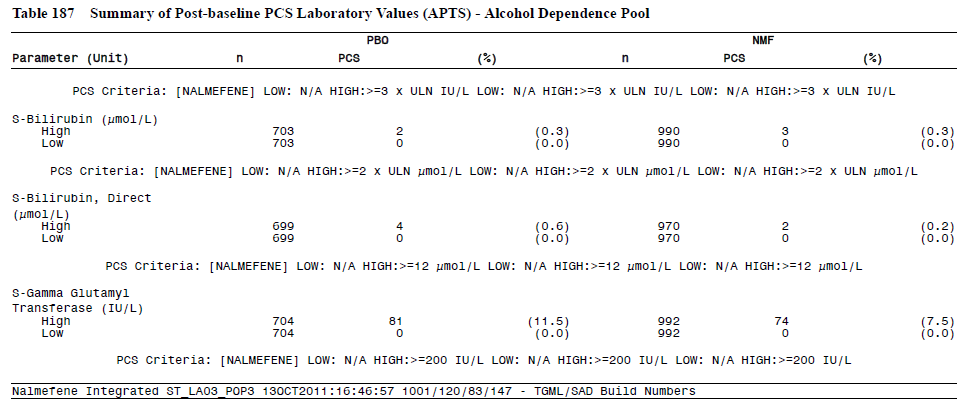 Table 187 Summary of Post-baseline PCS Laboratory Values (APTS) - Alcohol Dependence Pool
PBO NMF
Parameter (Unit) n PCS (%) n PCS (%)
PCS Criteria: [NALMEFENE] LOW: N/A HIGH:>=3 x ULN IU/L LOW: N/A HIGH:>=3 x ULN IU/L LOW: N/A HIGH:>=3 x ULN IU/L
S-Bilirubin (µmol/L)
High 703 2 (0.3) 990 3 (0.3)
Low 703 0 (0.0) 990 0 (0.0)
PCS Criteria: [NALMEFENE] LOW: N/A HIGH:>=2 x ULN µmol/L LOW: N/A HIGH:>=2 x ULN µmol/L LOW: N/A HIGH:>=2 x ULN µmol/L
S-Bilirubin, Direct
(µmol/L)
High 699 4 (0.6) 970 2 (0.2)
Low 699 0 (0.0) 970 0 (0.0)
PCS Criteria: [NALMEFENE] LOW: N/A HIGH:>=12 µmol/L LOW: N/A HIGH:>=12 µmol/L LOW: N/A HIGH:>=12 µmol/L
S-Gamma Glutamyl
Transferase (IU/L)
High 704 81 (11.5) 992 74 (7.5)
Low 704 0 (0.0) 992 0 (0.0)
PCS Criteria: [NALMEFENE] LOW: N/A HIGH:>=200 IU/L LOW: N/A HIGH:>=200 IU/L LOW: N/A HIGH:>=200 IU/L
Nalmefene Integrated ST_LA03_POP3 13OCT2011:16:46:57 1001/120/83/147 - TGML/SAD Build Numbers